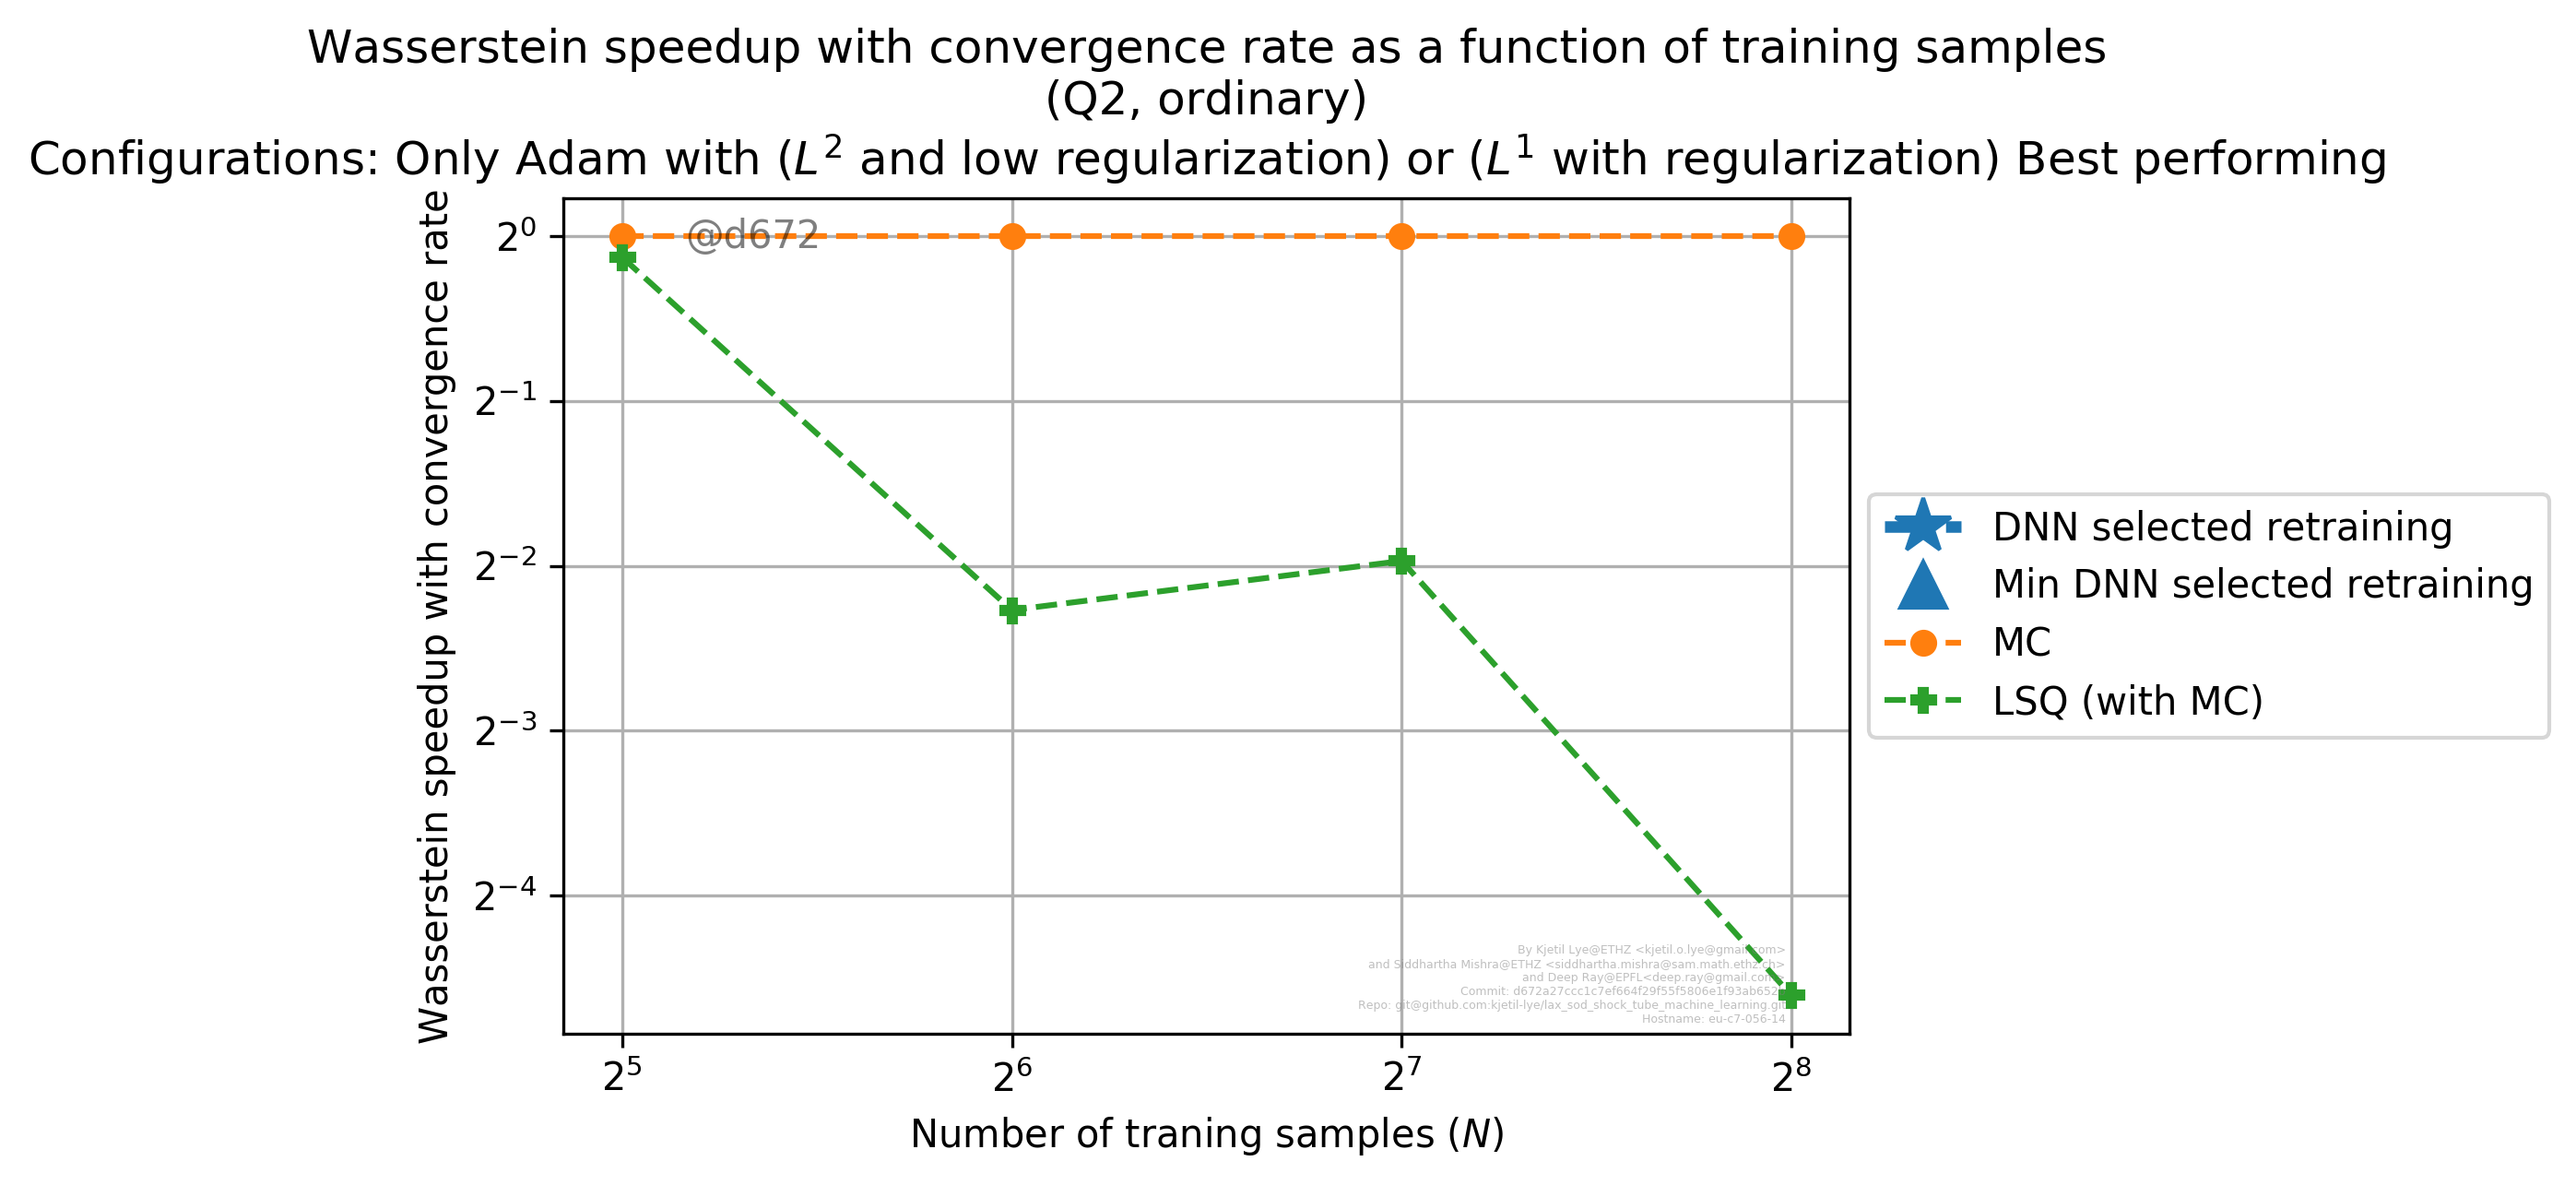 Wasserstein speedup with convergence rate as a function of training samples
(Q2, ordinary)
Configurations: Only Adam with (L² and low regularization) or (L¹ with regularization) Best performing
Wasserstein speedup with convergence rate
2⁰
2⁻¹
2⁻²
2⁻³
2⁻⁴
@d672
DNN selected retraining
Min DNN selected retraining
MC
LSQ (with MC)
By Kjetil Lye@ETHZ <kjetil.o.lye@gmail.com>
and Siddhartha Mishra@ETHZ <siddhartha.mishra@sam.math.ethz.ch>
and Deep Ray@EPFL<deep.ray@gmail.com>
Commit:
Repo: git@github.com:kjetil-lye/lax_sod_shock_tube_machine_learning.git
Hostname: eu-c7-056-14
2⁵ 2⁶ 2⁷ 2⁸
Number of traning samples (N)